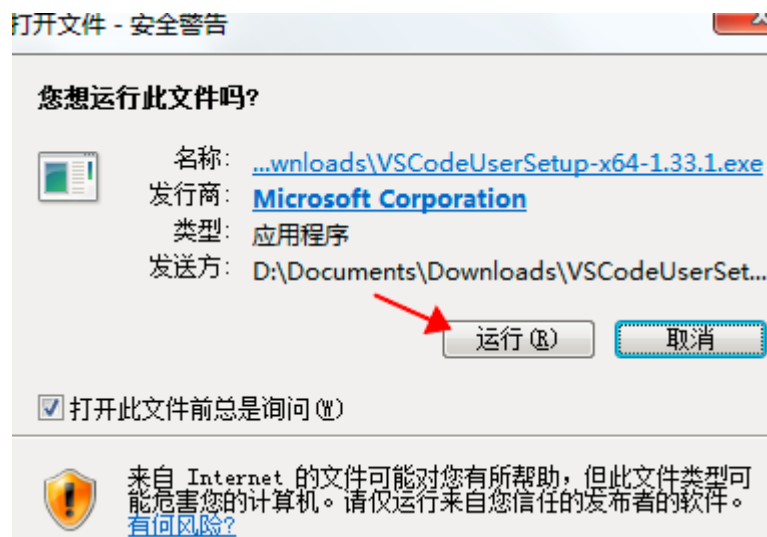 打开文件 - 安全警告
您想运行此文件吗?
名称: ...wnloads\VSCodeUserSetup-x64-1.33.1.exe
发行商: Microsoft Corporation
类型: 应用程序
发送方: D:\Documents\Downloads\VSCodeUserSet...
运行(R) 取消
打开此文件前总是询问(W)
来自 Internet 的文件可能对您有所帮助，但此文件类型可
能危害您的计算机。请仅运行来自您信任的发布者的软件。
有何风险?